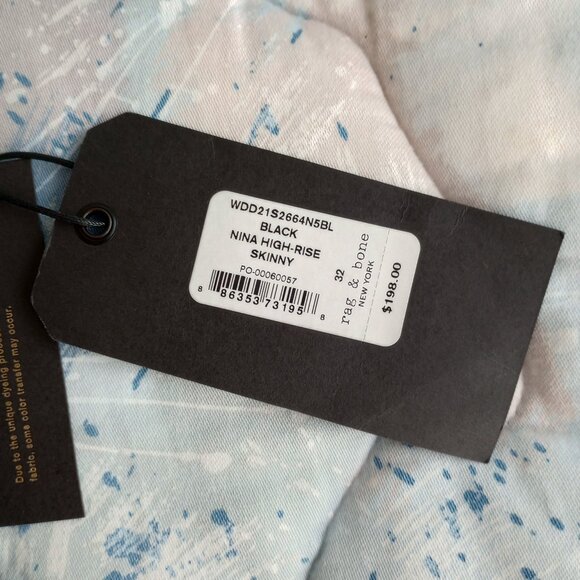 WDD21S2664N5BL
BLACK
NINA HIGH-RISE
SKINNY
PO-00060057
8 86353 73195 8
32
rag & bone
NEW YORK
$198.00
Due to the unique dyeing
fabric, some color transfer may occur.